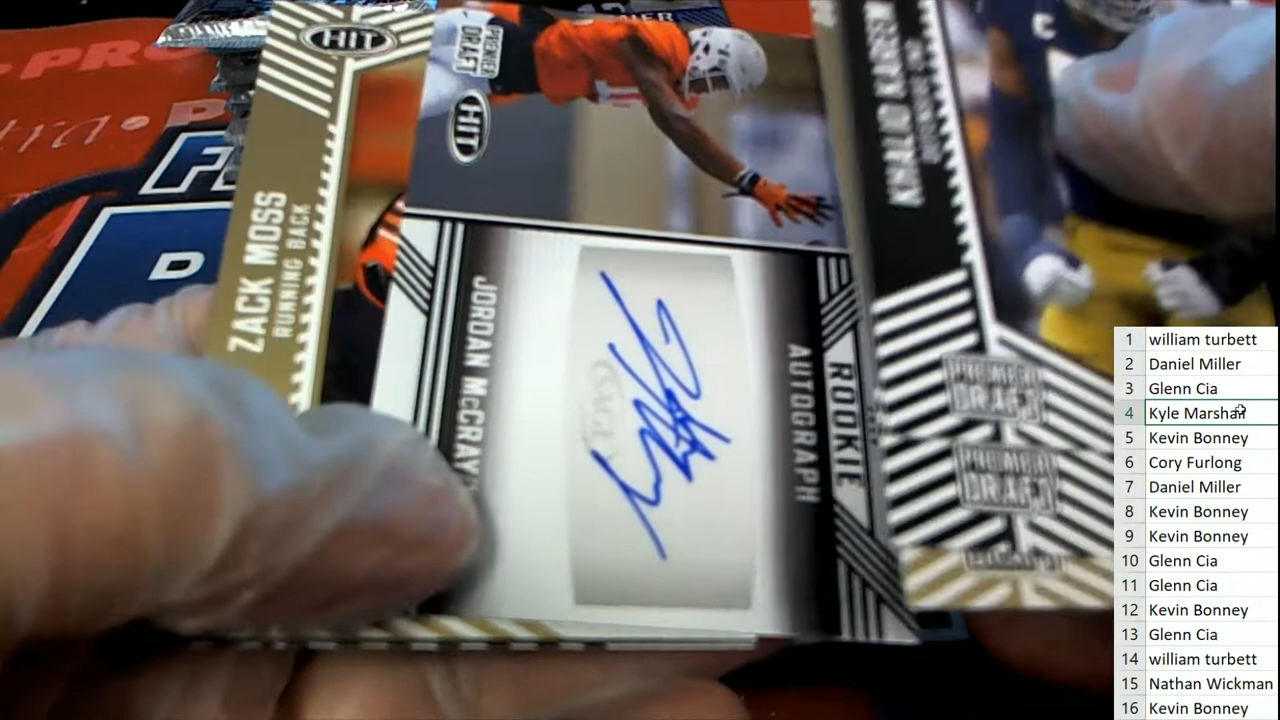 HIT
ZACK MOSS
RUNNING BACK
PREMIER
DRAFT
HIT
JORDAN McCRAY
SAGE
ROOKIE
AUTOGRAPH
KHALID KAREEM
PREMIER
DRAFT
PREMIER
DRAFT
D
1 william turbett
2 Daniel Miller
3 Glenn Cia
4 Kyle Marshall
5 Kevin Bonney
6 Cory Furlong
7 Daniel Miller
8 Kevin Bonney
9 Kevin Bonney
10 Glenn Cia
11 Glenn Cia
12 Kevin Bonney
13 Glenn Cia
14 william turbett
15 Nathan Wickman
16 Kevin Bonney